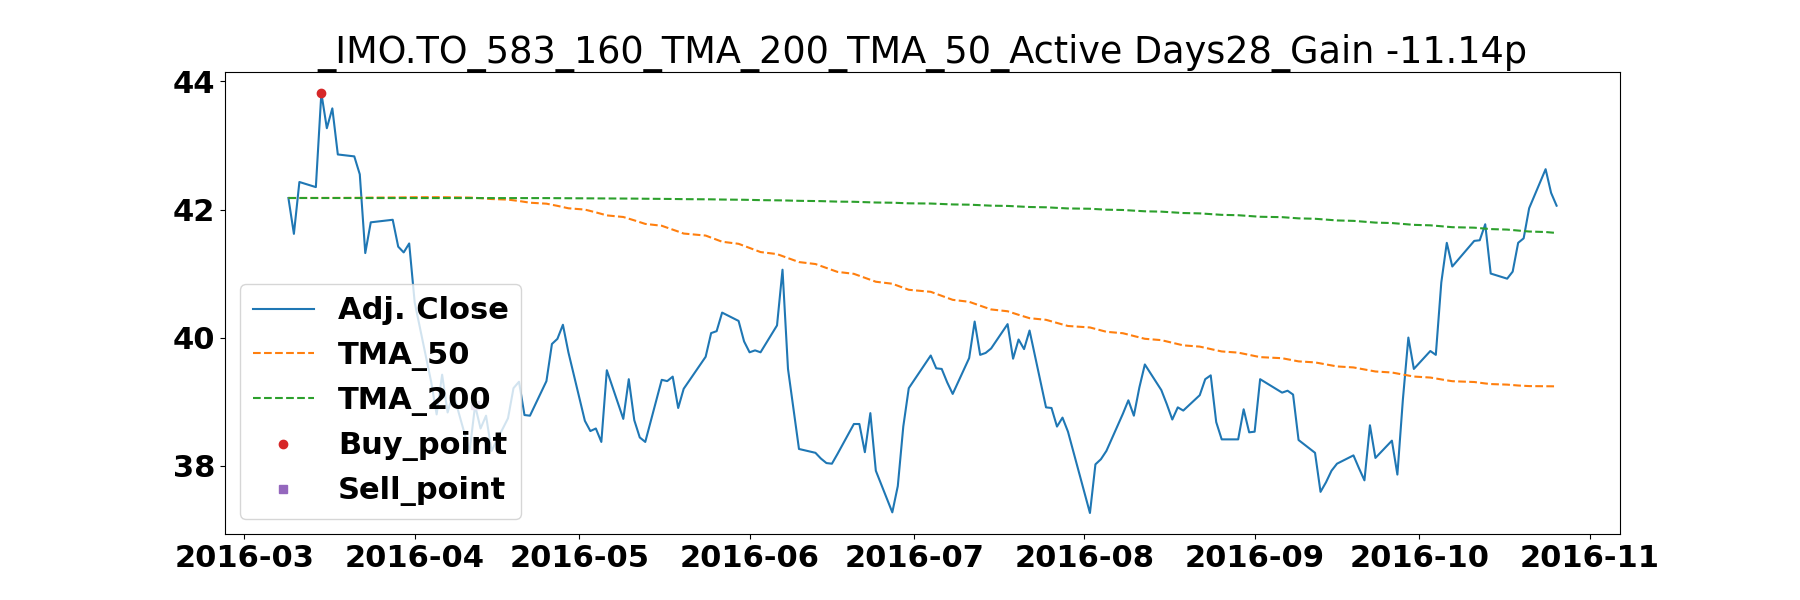 _IMO.TO_583_160_TMA_200_TMA_50_Active Days28_Gain -11.14p
44
42
40
38
Adj. Close
TMA_50
TMA_200
Buy_point
Sell_point
2016-03 2016-04 2016-05 2016-06 2016-07 2016-08 2016-09 2016-10 2016-11